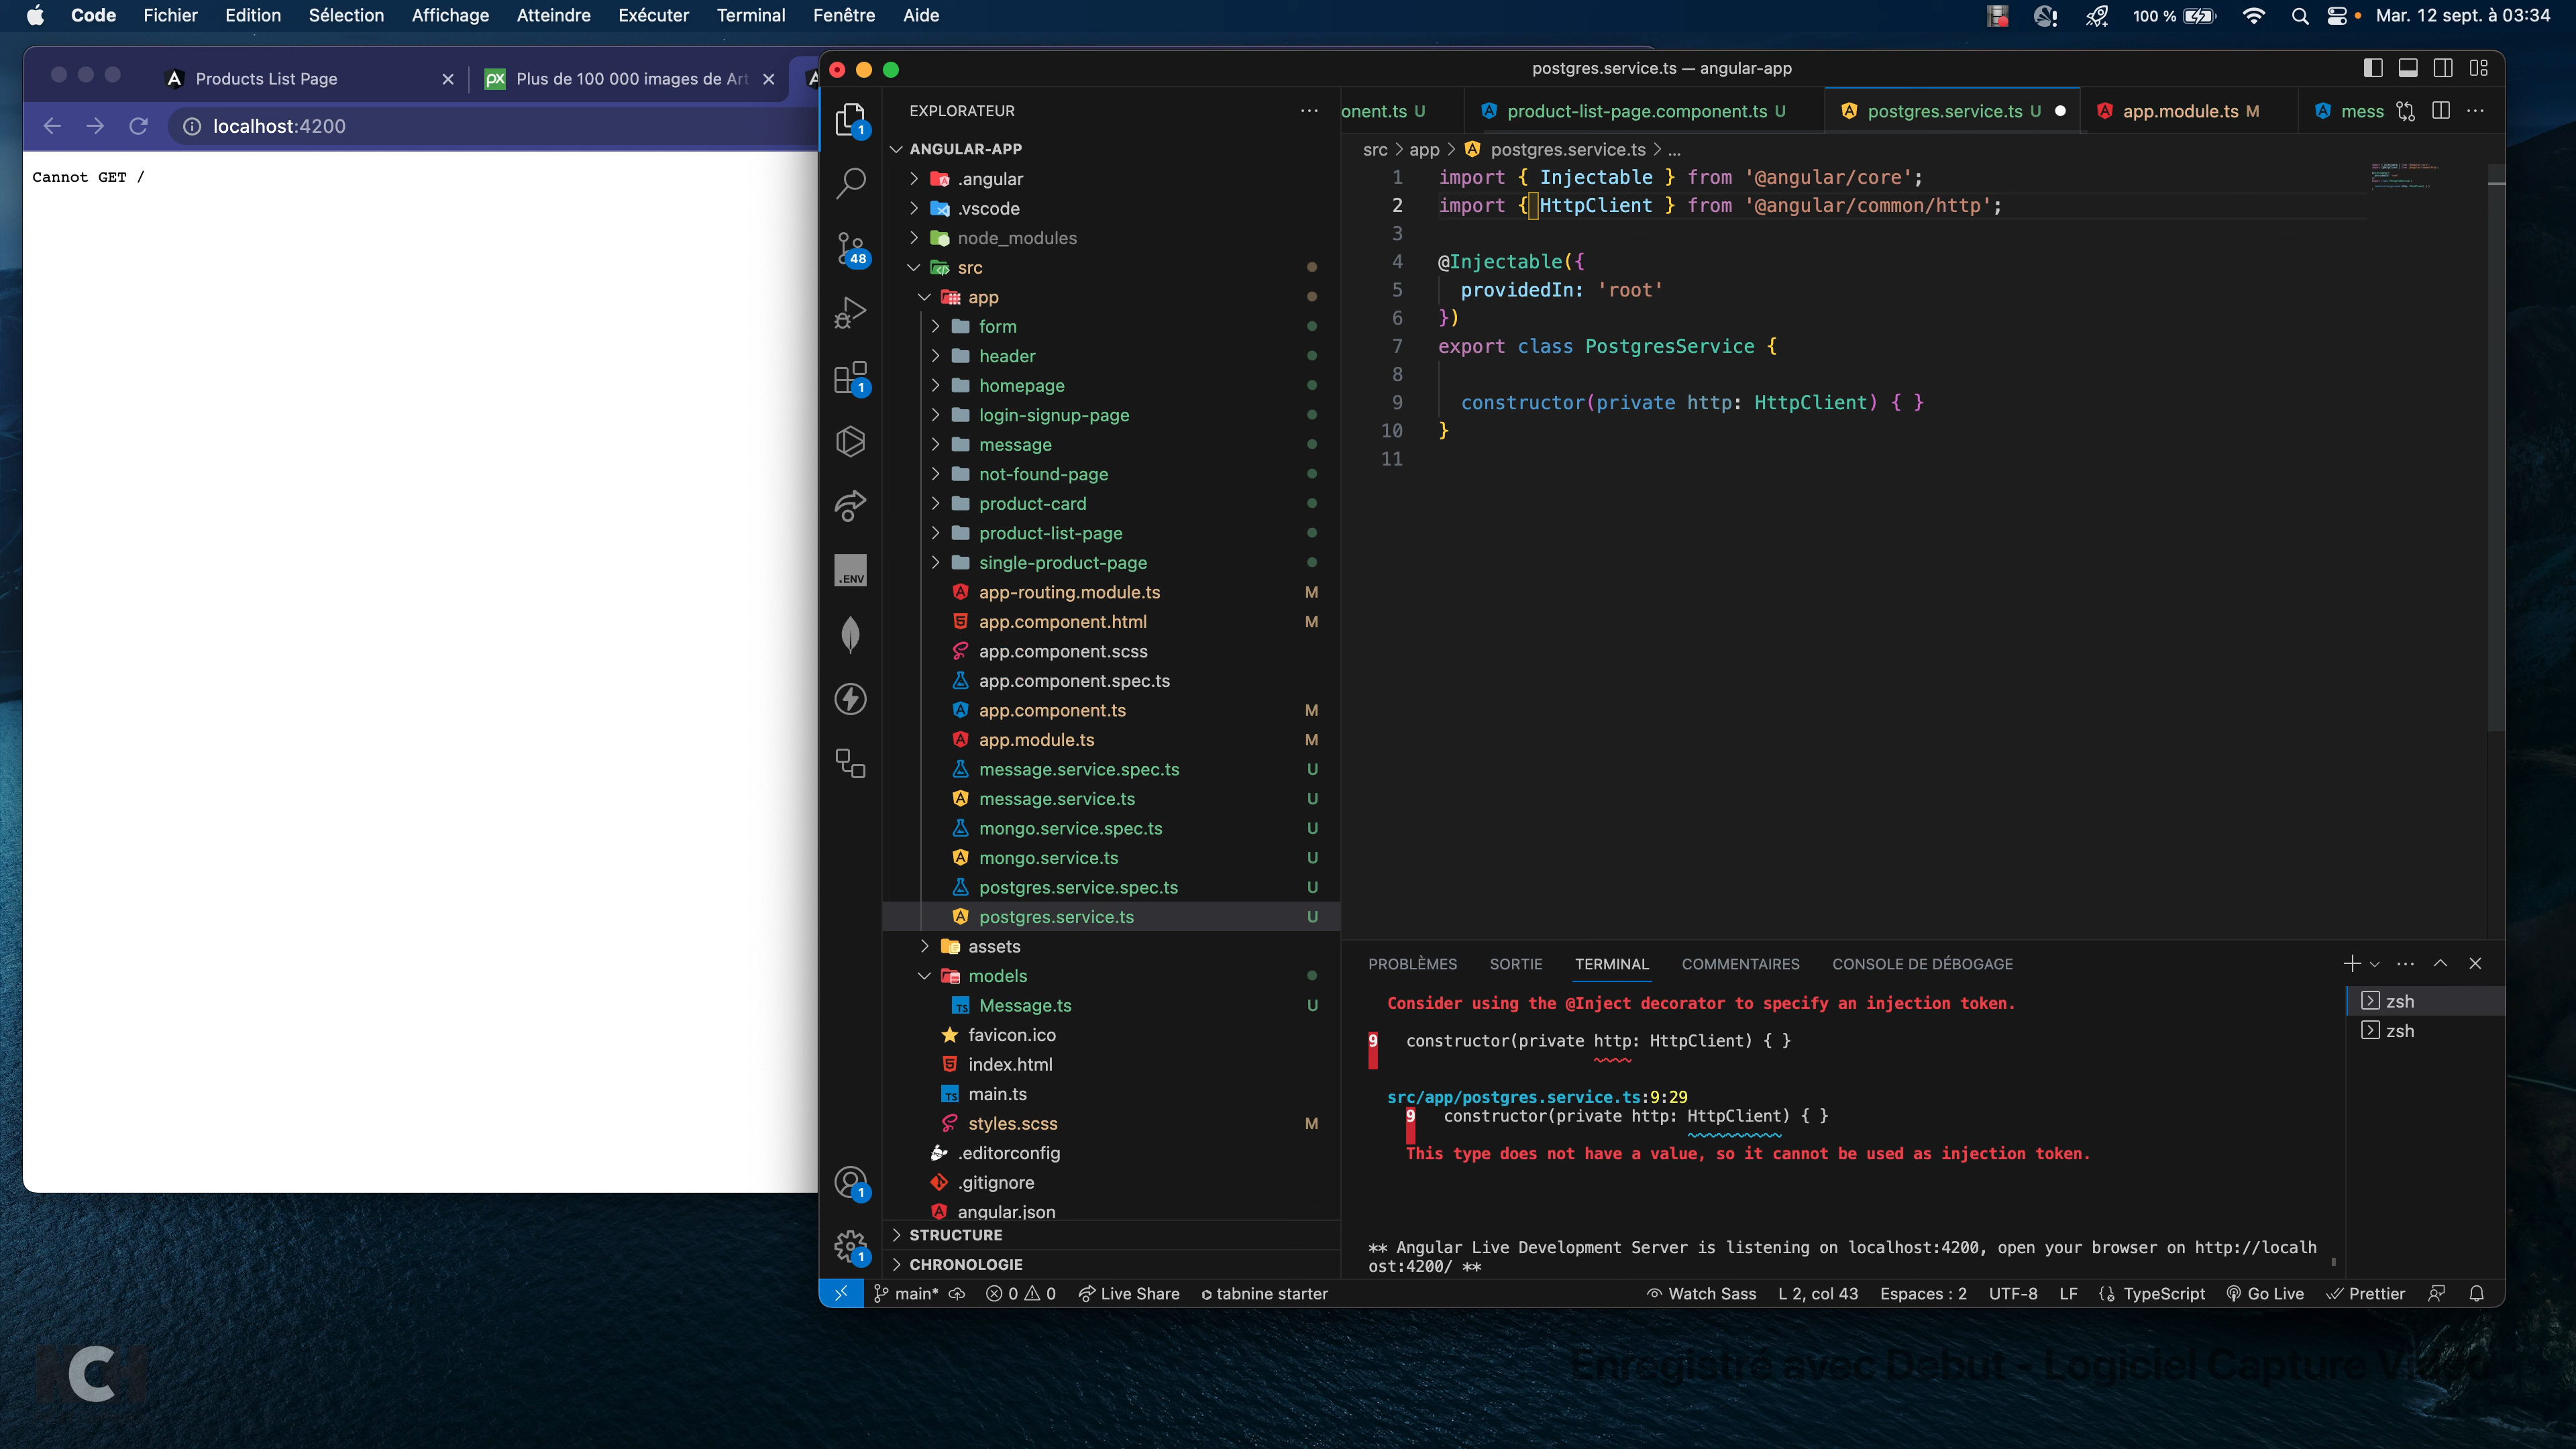 Code Fichier Edition Sélection Affichage Atteindre Exécuter Terminal Fenêtre Aide 100 % Mar. 12 sept. à 03:34
Products List Page
Plus de 100 000 images de Art
localhost:4200
Cannot GET /
postgres.service.ts — angular-app
EXPLORATEUR
ANGULAR-APP
.angular
.vscode
node_modules
src
app
form
header
homepage
login-signup-page
message
not-found-page
product-card
product-list-page
single-product-page
app-routing.module.ts M
app.component.html M
app.component.scss
app.component.spec.ts
app.component.ts M
app.module.ts M
message.service.spec.ts U
message.service.ts U
mongo.service.spec.ts U
mongo.service.ts U
postgres.service.spec.ts U
postgres.service.ts U
assets
models
Message.ts U
favicon.ico
index.html
main.ts
styles.scss M
.editorconfig
.gitignore
angular.json
STRUCTURE
CHRONOLOGIE
1
48
1
.ENV
1
1
onent.ts U product-list-page.component.ts U postgres.service.ts U app.module.ts M mess
src > app > postgres.service.ts > ...
1 import { Injectable } from '@angular/core';
2 import { HttpClient } from '@angular/common/http';
3
4 @Injectable({
5 providedIn: 'root'
6 })
7 export class PostgresService {
8
9 constructor(private http: HttpClient) { }
10 }
11
PROBLÈMES SORTIE TERMINAL COMMENTAIRES CONSOLE DE DÉBOGAGE
Consider using the @Inject decorator to specify an injection token.
9 constructor(private http: HttpClient) { }
src/app/postgres.service.ts:9:29
9 constructor(private http: HttpClient) { }
This type does not have a value, so it cannot be used as injection token.
** Angular Live Development Server is listening on localhost:4200, open your browser on http://localh
ost:4200/ **
zsh
zsh
main* 0 0 Live Share tabnine starter Watch Sass L 2, col 43 Espaces : 2 UTF-8 LF TypeScript Go Live Prettier
Enregistré avec Debut - Logiciel Capture V